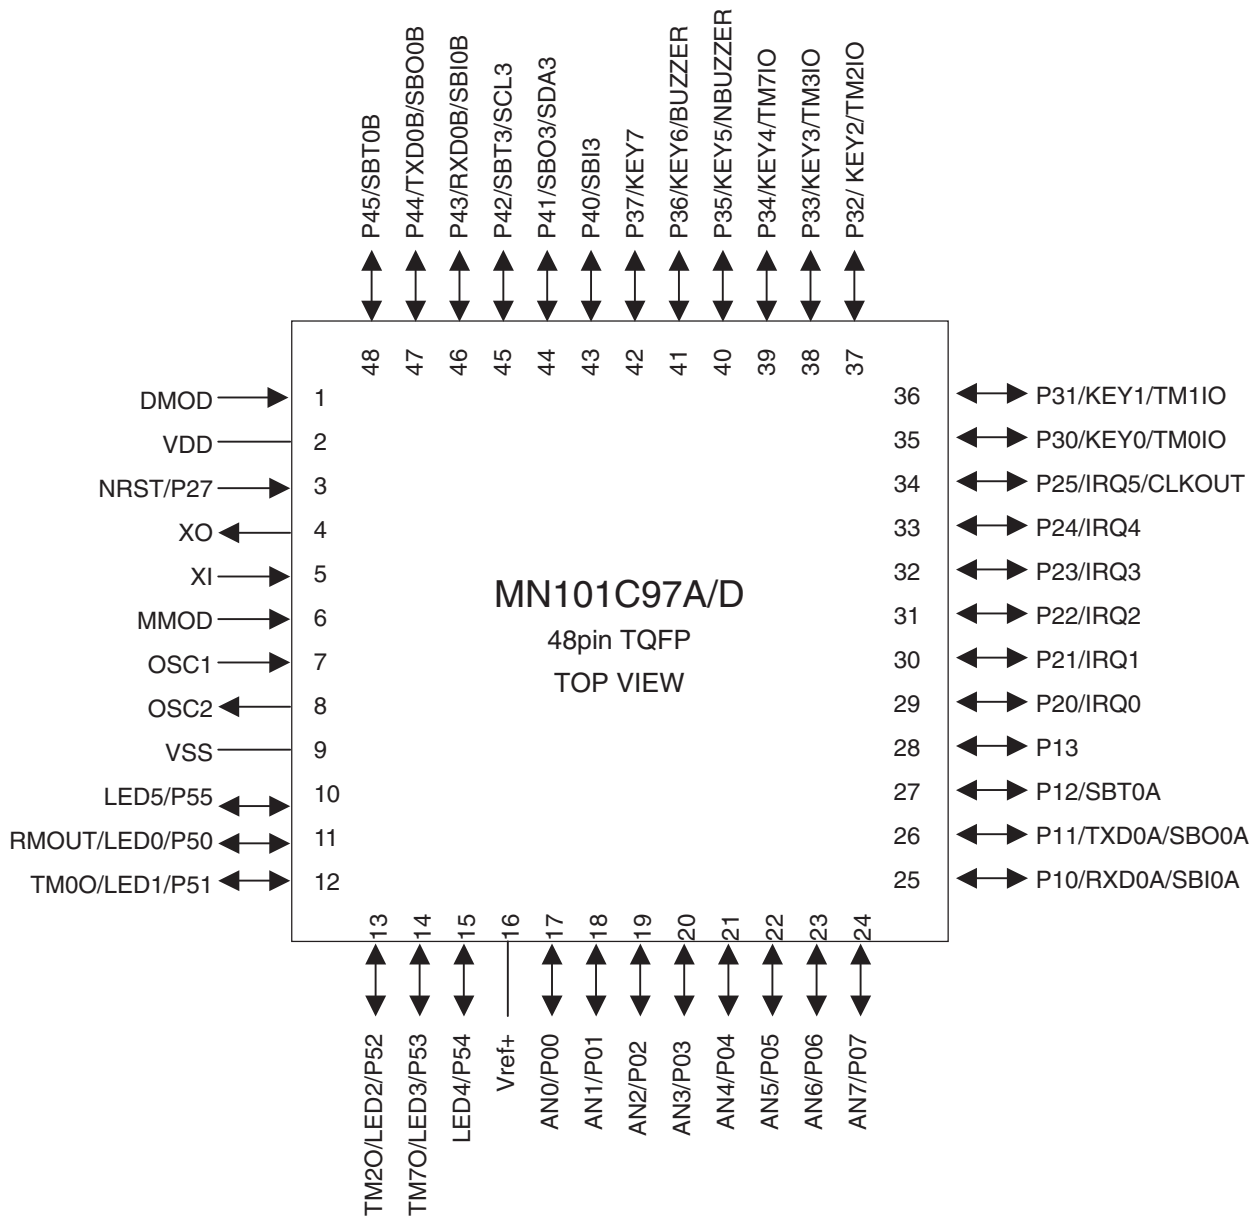 P45/SBT0B
P44/TXD0B/SBO0B
P43/RXD0B/SBI0B
P42/SBT3/SCL3
P41/SBO3/SDA3
P40/SBI3
P37/KEY7
P36/KEY6/BUZZER
P35/KEY5/NBUZZER
P34/KEY4/TM7IO
P33/KEY3/TM3IO
P32/ KEY2/TM2IO
48
47
46
45
44
43
42
41
40
39
38
37
DMOD 1
VDD 2
NRST/P27 3
XO 4
XI 5
MMOD 6
OSC1 7
OSC2 8
VSS 9
LED5/P55 10
RMOUT/LED0/P50 11
TM0O/LED1/P51 12
MN101C97A/D
48pin TQFP
TOP VIEW
36 P31/KEY1/TM1IO
35 P30/KEY0/TM0IO
34 P25/IRQ5/CLKOUT
33 P24/IRQ4
32 P23/IRQ3
31 P22/IRQ2
30 P21/IRQ1
29 P20/IRQ0
28 P13
27 P12/SBT0A
26 P11/TXD0A/SBO0A
25 P10/RXD0A/SBI0A
13
14
15
16
17
18
19
20
21
22
23
24
TM2O/LED2/P52
TM7O/LED3/P53
LED4/P54
Vref+
AN0/P00
AN1/P01
AN2/P02
AN3/P03
AN4/P04
AN5/P05
AN6/P06
AN7/P07